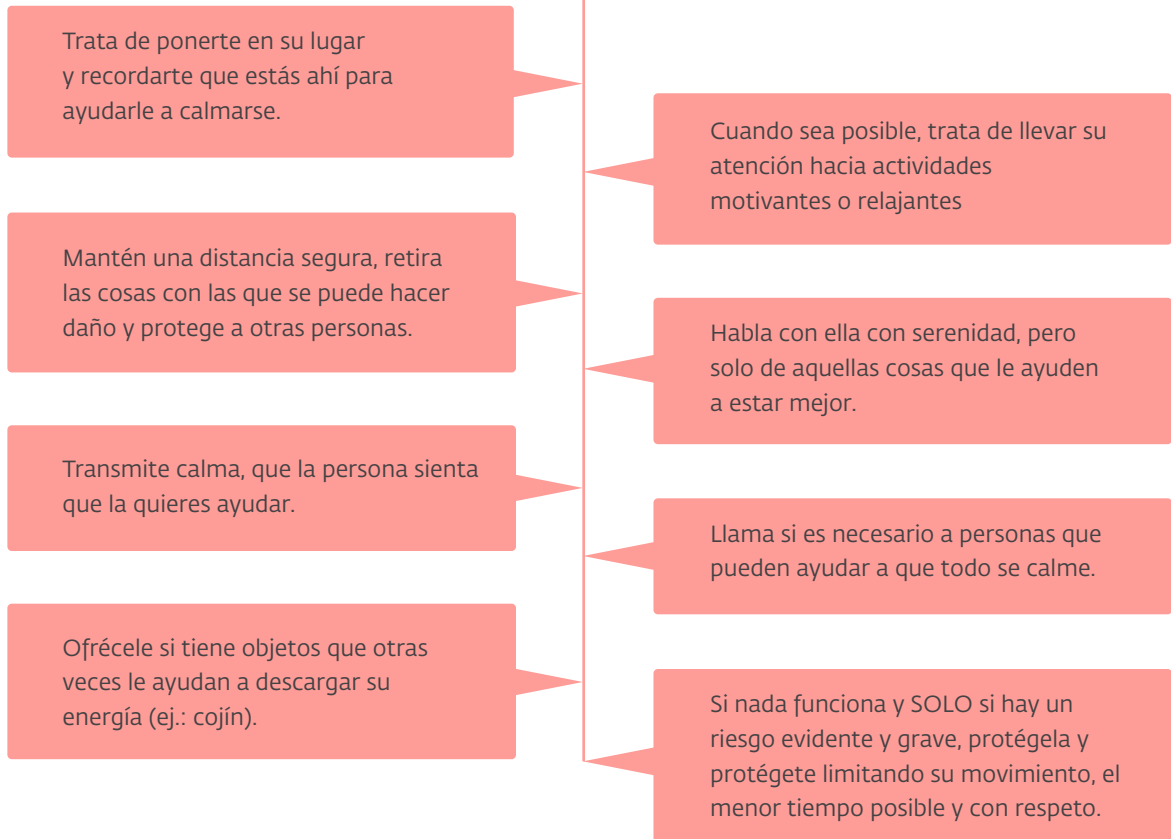 Trata de ponerte en su lugar
y recordarte que estás ahí para
ayudarle a calmarse.
Cuando sea posible, trata de llevar su
atención hacia actividades
motivantes o relajantes
Mantén una distancia segura, retira
las cosas con las que se puede hacer
daño y protege a otras personas.
Habla con ella con serenidad, pero
solo de aquellas cosas que le ayuden
a estar mejor.
Transmite calma, que la persona sienta
que la quieres ayudar.
Llama si es necesario a personas que
pueden ayudar a que todo se calme.
Ofrécele si tiene objetos que otras
veces le ayudan a descargar su
energía (ej.: cojín).
Si nada funciona y SOLO si hay un
riesgo evidente y grave, protégela y
protégete limitando su movimiento, el
menor tiempo posible y con respeto.